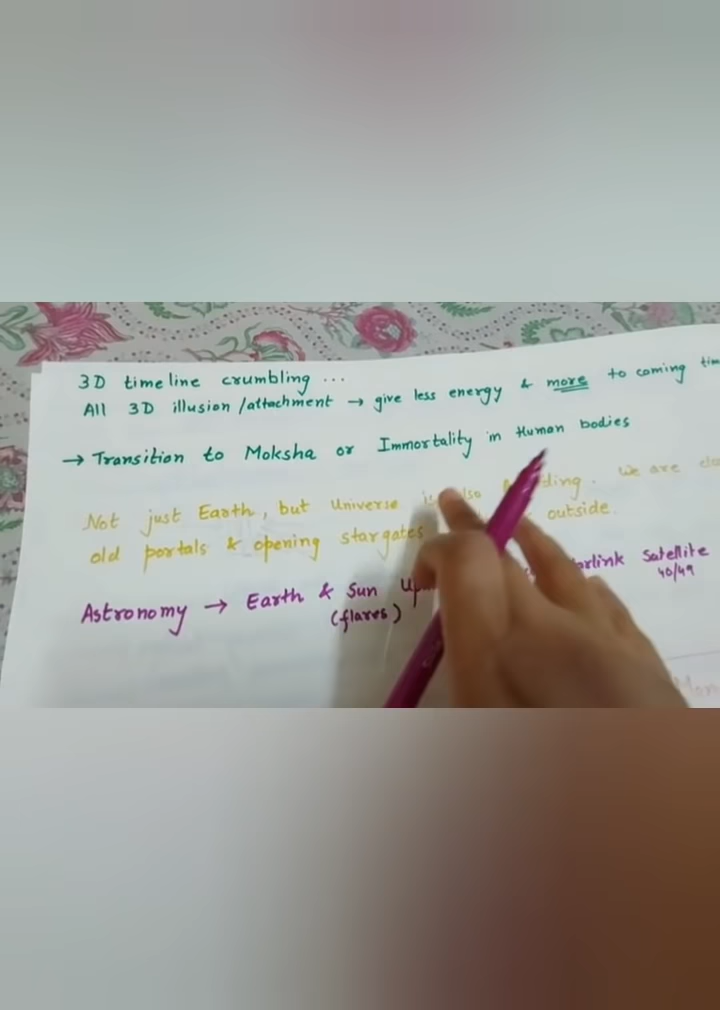 3D timeline crumbling ...
All 3D illusion/attachment → give less energy & more to coming
→ Transition to Moksha or Immortality in Human bodies
Not just Earth, but Universe is also . We are
old portals & opening stargates outside.
Astronomy → Earth & Sun Satellite
(flares) 40/49